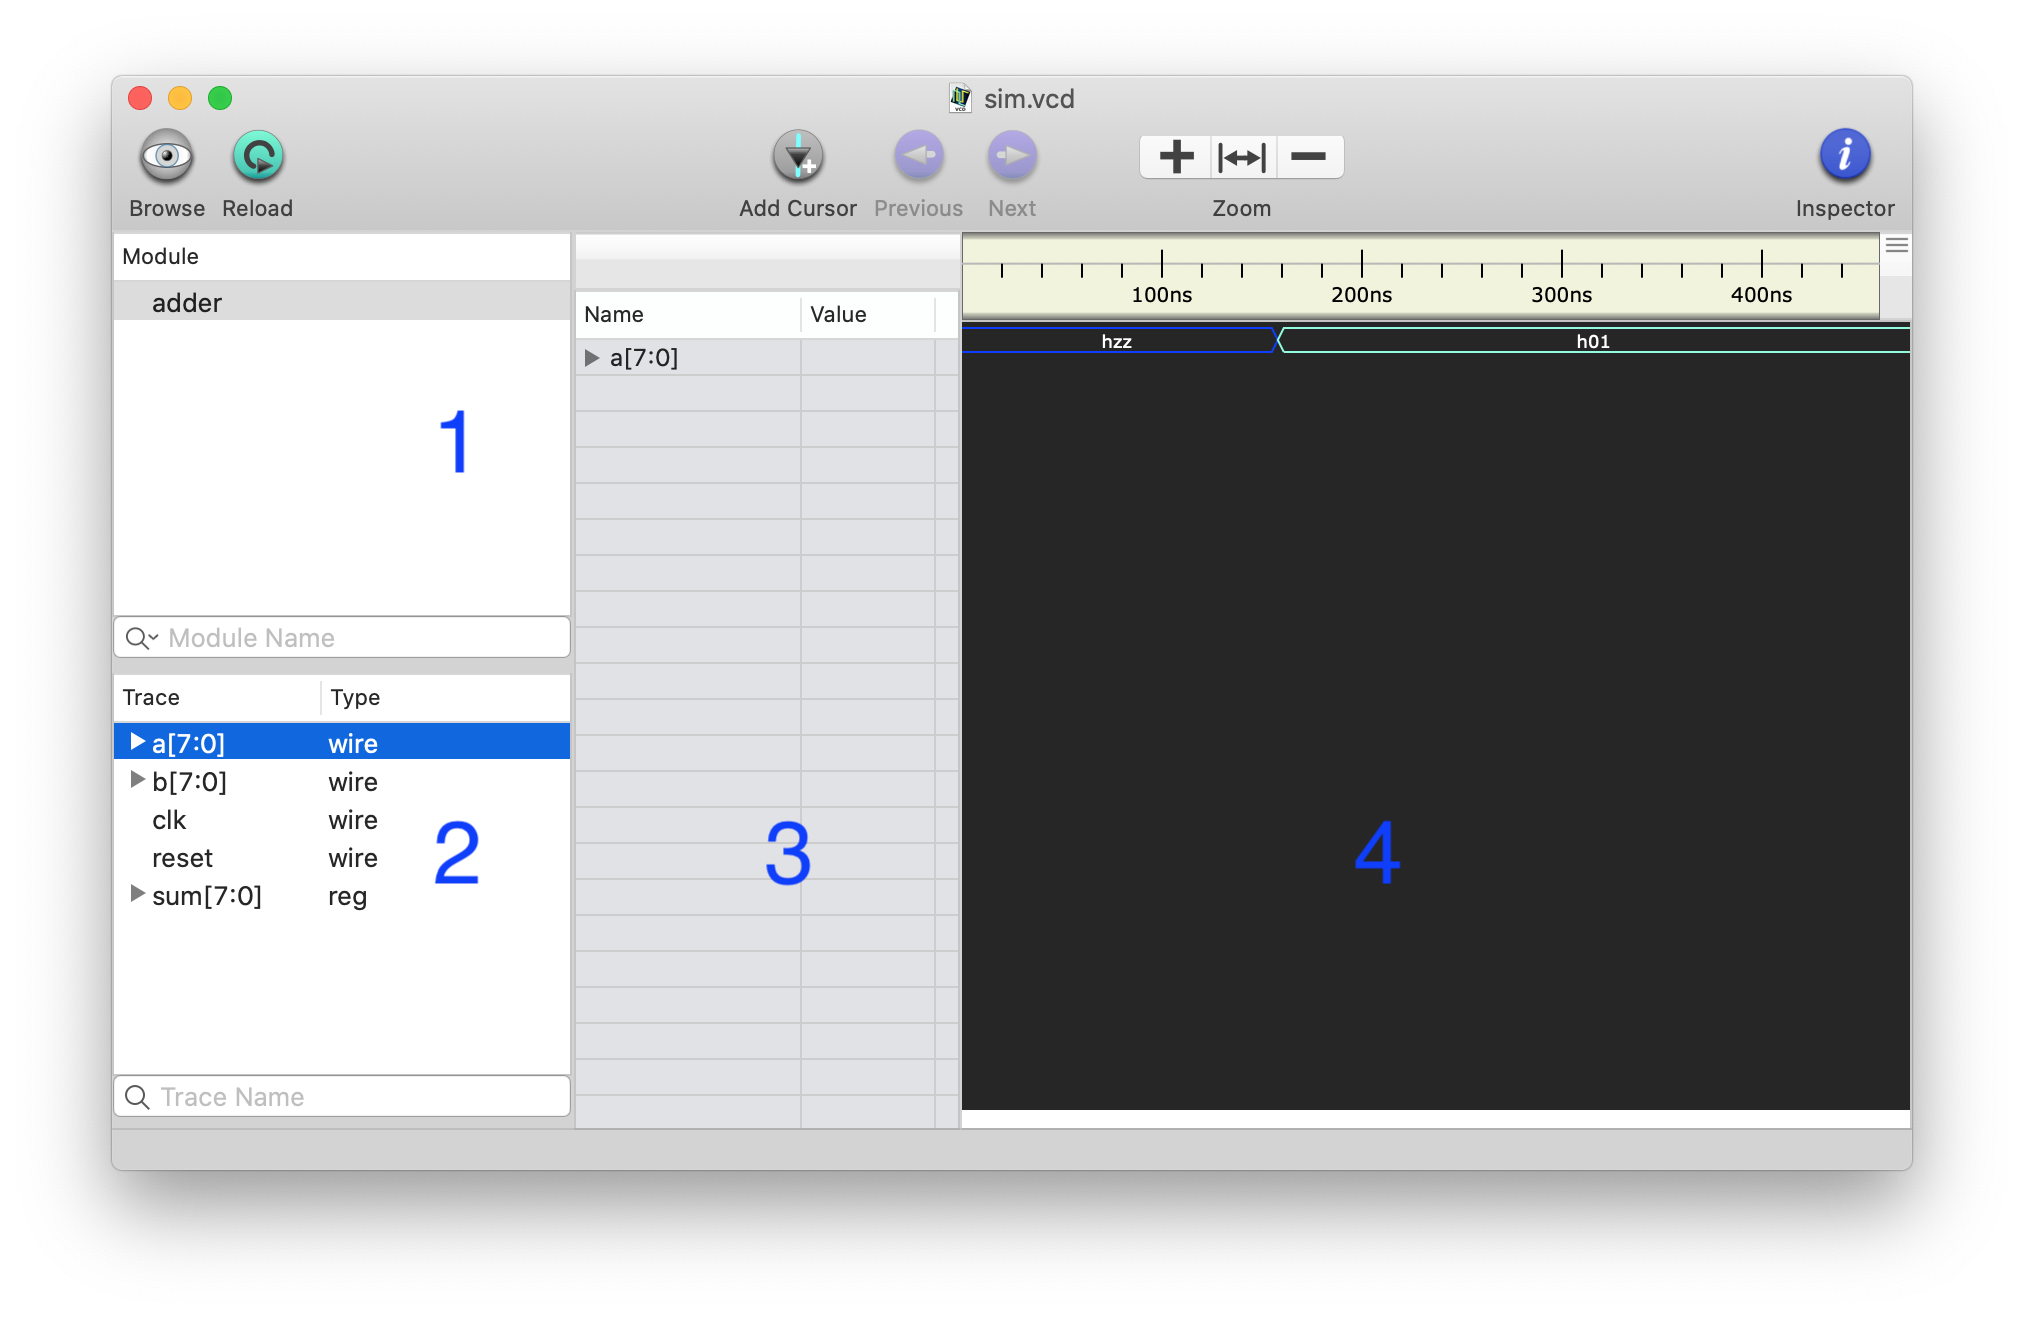 sim.vcd
Browse Reload Add Cursor Previous Next Zoom Inspector
Module
adder
1
Module Name
Trace Type
a[7:0] wire
b[7:0] wire
clk wire
reset wire
sum[7:0] reg
2
Trace Name
Name Value
a[7:0]
3
100ns 200ns 300ns 400ns
hzz h01
4